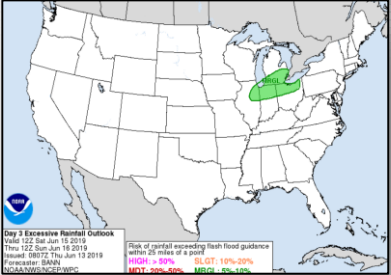 MRGL
noaa
Day 3 Excessive Rainfall Outlook
Valid 12Z Sat Jun 15 2019
Thru 12Z Sun Jun 16 2019
Issued: 0807Z Thu Jun 13 2019
Forecaster: BANN
NOAA/NWS/NCEP/WPC
Risk of rainfall exceeding flash flood guidance
within 25 miles of a point
HIGH: > 50% SLGT: 10%-20%
MDT: 20%-50% MRGL: 5%-10%